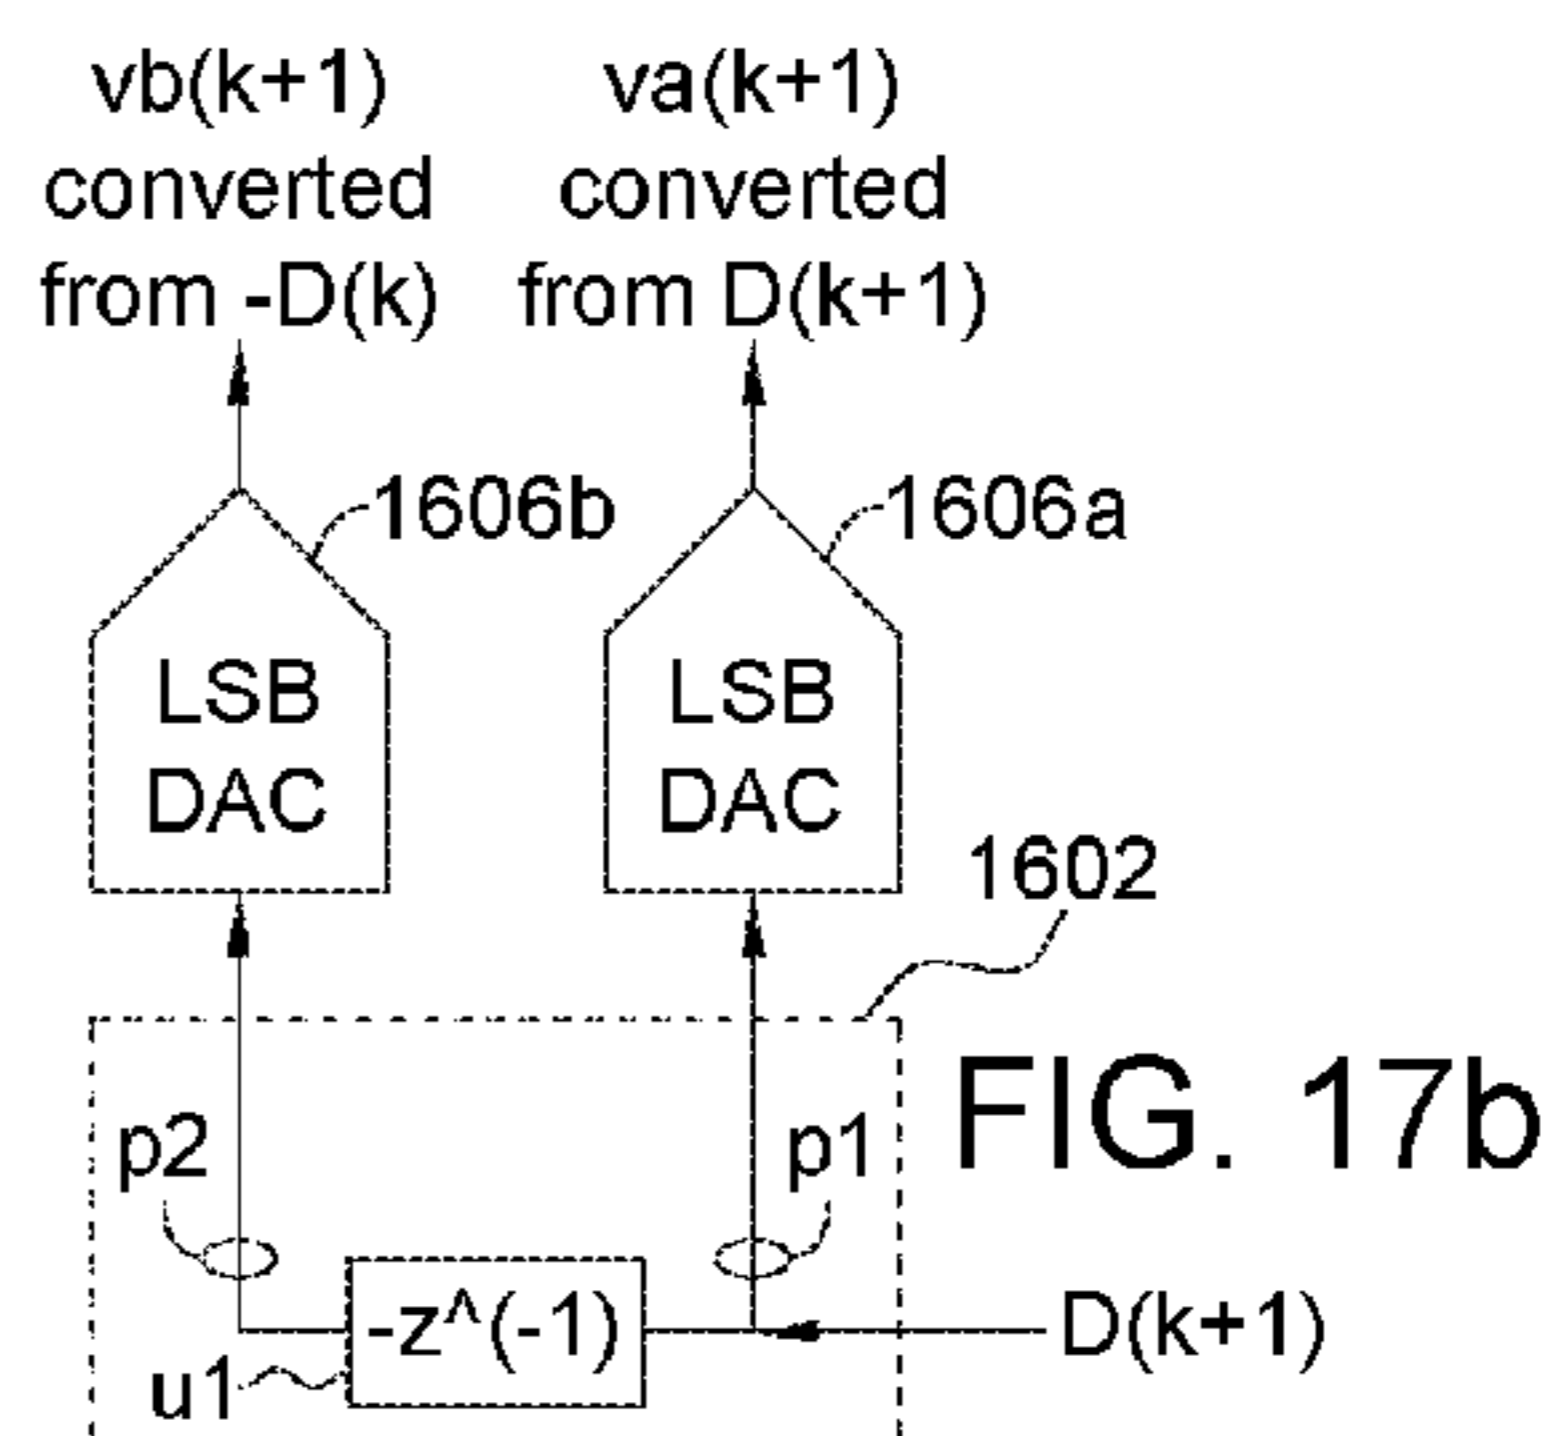 vb(k+1)
converted
from -D(k)
va(k+1)
converted
from D(k+1)
1606b
1606a
LSB
DAC
LSB
DAC
1602
FIG. 17b
p2
p1
-z^(-1)
D(k+1)
u1